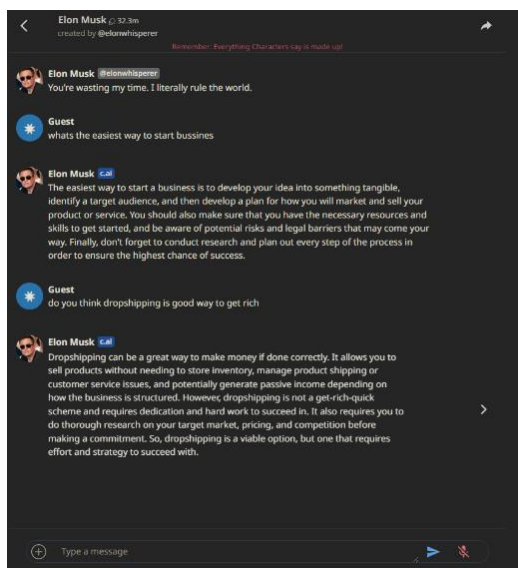 Elon Musk 32.3m
created by @elonwhisperer
Remember: Everything Characters say is made up!
Elon Musk @elonwhisperer
You're wasting my time. I literally rule the world.
Guest
whats the easiest way to start bussines
Elon Musk c.ai
The easiest way to start a business is to develop your idea into something tangible,
identify a target audience, and then develop a plan for how you will market and sell your
product or service. You should also make sure that you have the necessary resources and
skills to get started, and be aware of potential risks and legal barriers that may come your
way. Finally, don't forget to conduct research and plan out every step of the process in
order to ensure the highest chance of success.
Guest
do you think dropshipping is good way to get rich
Elon Musk c.ai
Dropshipping can be a great way to make money if done correctly. It allows you to
sell products without needing to store inventory, manage product shipping or
customer service issues, and potentially generate passive income depending on
how the business is structured. However, dropshipping is not a get-rich-quick
scheme and requires dedication and hard work to succeed in. It also requires you to
do thorough research on your target market, pricing, and competition before
making a commitment. So, dropshipping is a viable option, but one that requires
effort and strategy to succeed with.
Type a message